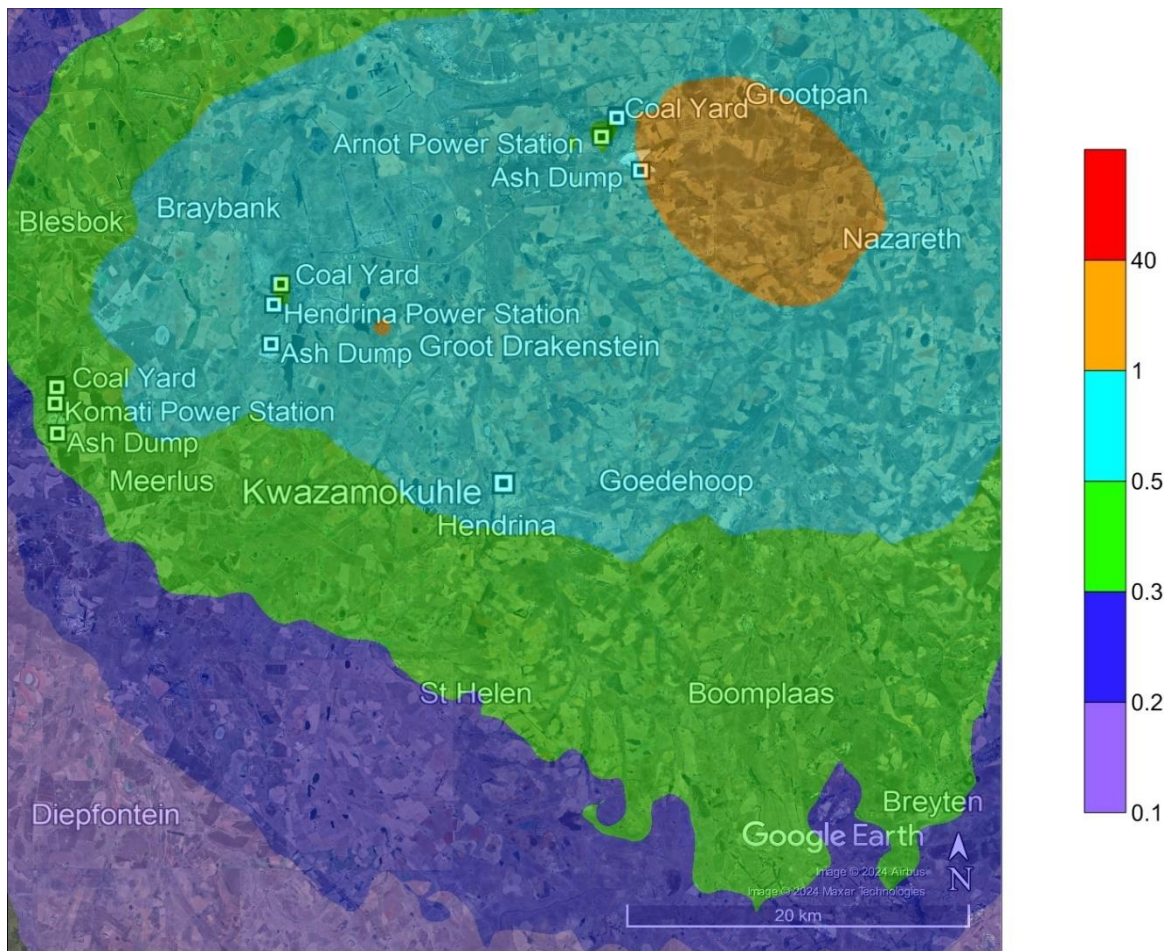 Grootpan
Coal Yard
Arnot Power Station
Ash Dump
Braybank
Blesbok
Nazareth
Coal Yard
Hendrina Power Station
Ash Dump
Groot Drakenstein
Coal Yard
Komati Power Station
Ash Dump
Meerlus
Kwazamokuhle
Goedehoop
Hendrina
St Helen
Boomplaas
Diepfontein
Breyten
Google Earth
Image © 2024 Airbus
Image © 2024 Maxar Technologies
N
20 km
40
1
0.5
0.3
0.2
0.1